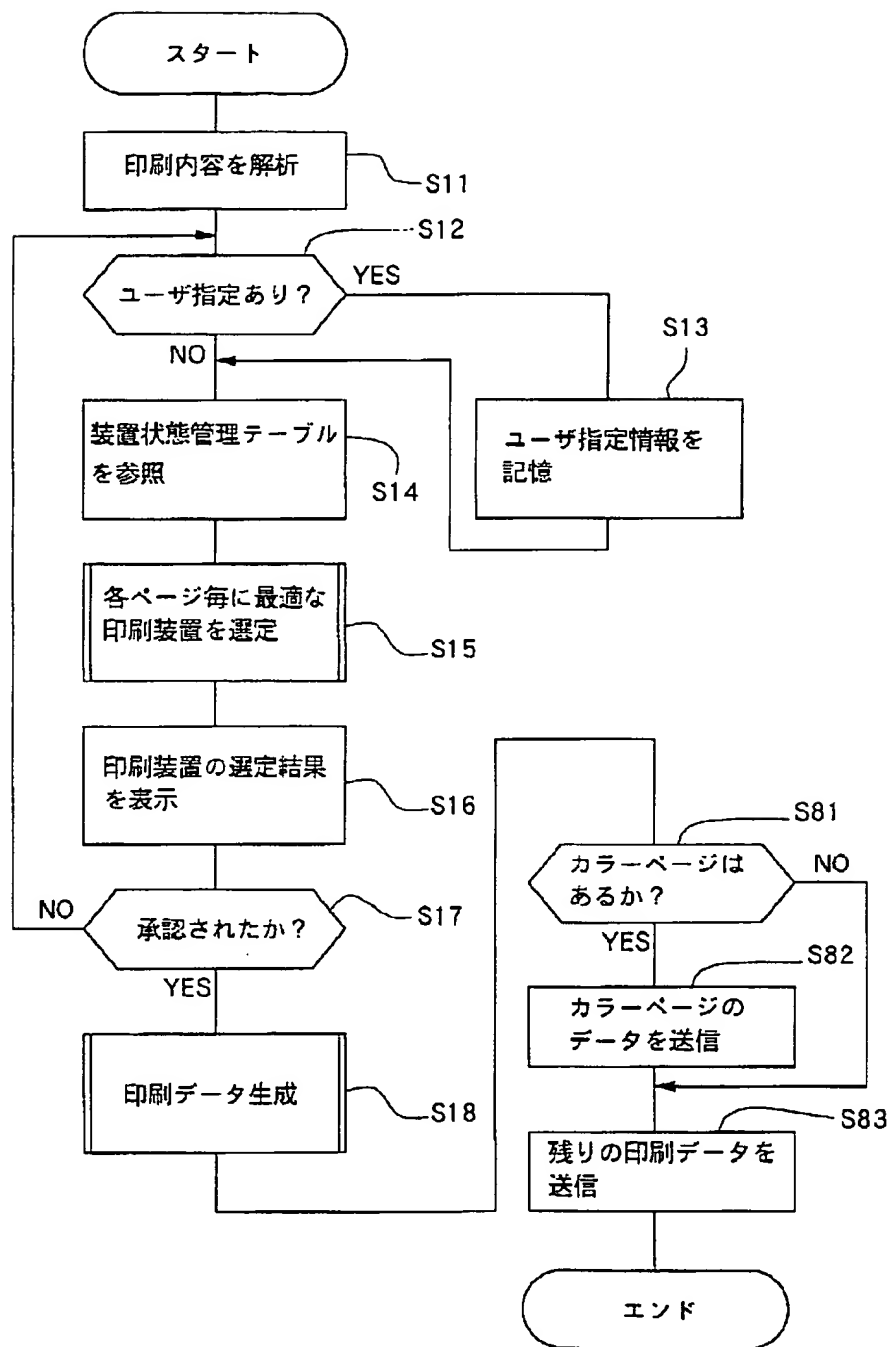 スタート
印刷内容を解析
S11
S12
ユーザ指定あり?
YES
NO
S13
ユーザ指定情報を
記憶
装置状態管理テーブル
を参照
S14
各ページ毎に最適な
印刷装置を選定
S15
印刷装置の選定結果
を表示
S16
承認されたか?
S17
NO
YES
印刷データ生成
S18
S81
カラーページは
あるか?
NO
YES
S82
カラーページの
データを送信
S83
残りの印刷データを
送信
エンド